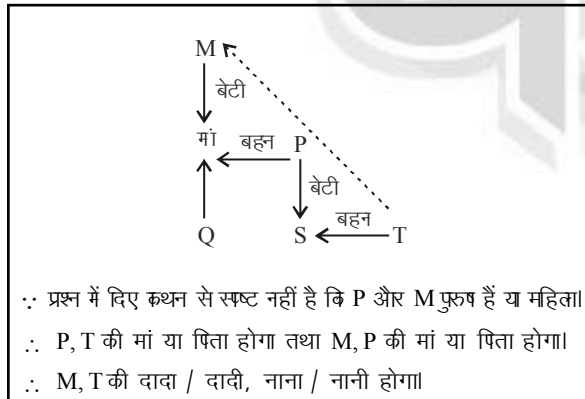 M
बेटी
मां बहन P
बेटी
Q S बहन T
∵ प्रश्न में दिए कथन से स्पष्ट नहीं है कि P और M पुरुष हैं या महिला।
∴ P, T की मां या पिता होगा तथा M, P की मां या पिता होगा।
∴ M, T की दादा / दादी, नाना / नानी होगा।